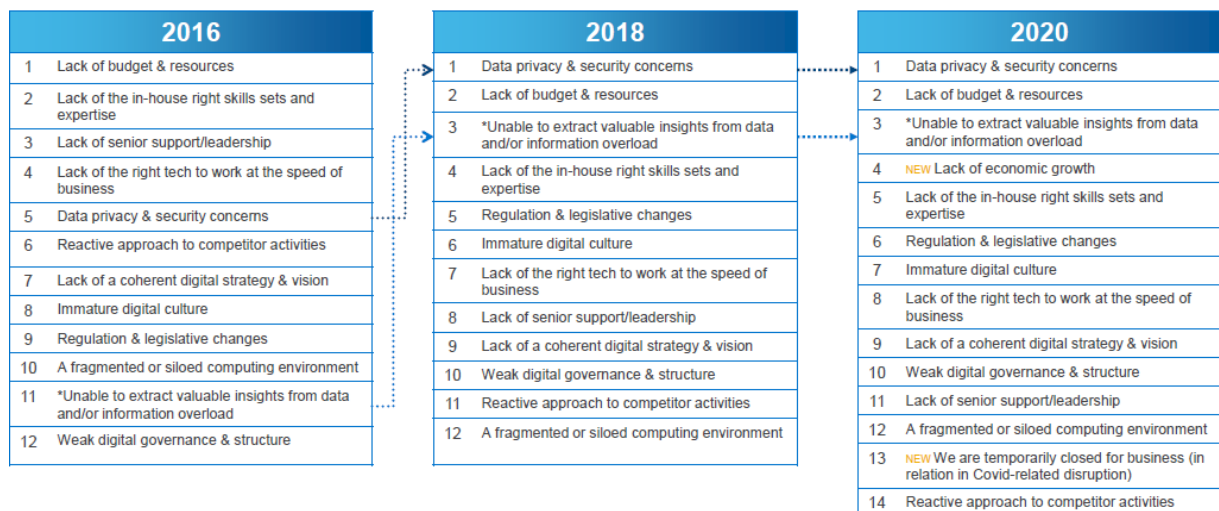 2016
1 Lack of budget & resources
2 Lack of the in-house right skills sets and
expertise
3 Lack of senior support/leadership
4 Lack of the right tech to work at the speed of
business
5 Data privacy & security concerns
6 Reactive approach to competitor activities
7 Lack of a coherent digital strategy & vision
8 Immature digital culture
9 Regulation & legislative changes
10 A fragmented or siloed computing environment
11 *Unable to extract valuable insights from data
and/or information overload
12 Weak digital governance & structure
2018
1 Data privacy & security concerns
2 Lack of budget & resources
3 *Unable to extract valuable insights from data
and/or information overload
4 Lack of the in-house right skills sets and
expertise
5 Regulation & legislative changes
6 Immature digital culture
7 Lack of the right tech to work at the speed of
business
8 Lack of senior support/leadership
9 Lack of a coherent digital strategy & vision
10 Weak digital governance & structure
11 Reactive approach to competitor activities
12 A fragmented or siloed computing environment
2020
1 Data privacy & security concerns
2 Lack of budget & resources
3 *Unable to extract valuable insights from data
and/or information overload
4 NEW Lack of economic growth
5 Lack of the in-house right skills sets and
expertise
6 Regulation & legislative changes
7 Immature digital culture
8 Lack of the right tech to work at the speed of
business
9 Lack of a coherent digital strategy & vision
10 Weak digital governance & structure
11 Lack of senior support/leadership
12 A fragmented or siloed computing environment
13 NEW We are temporarily closed for business (in
relation in Covid-related disruption)
14 Reactive approach to competitor activities